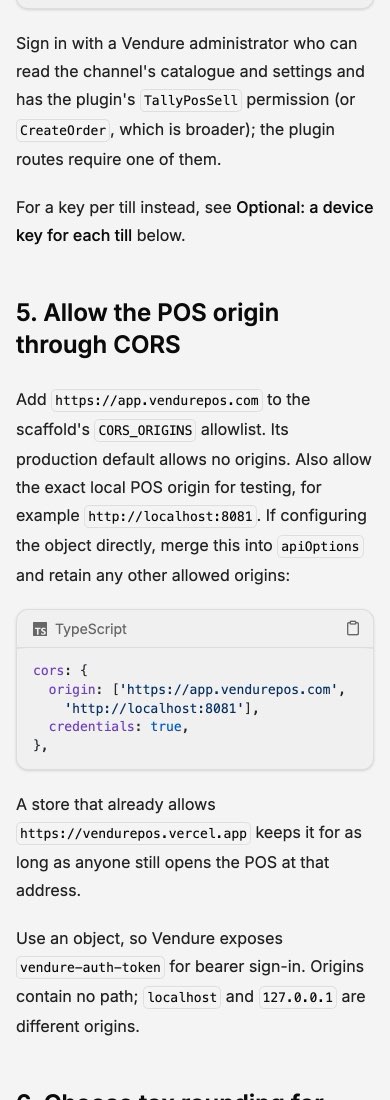 Sign in with a Vendure administrator who can
read the channel's catalogue and settings and
has the plugin's TallyPosSell permission (or
CreateOrder, which is broader); the plugin
routes require one of them.
For a key per till instead, see Optional: a device
key for each till below.
5. Allow the POS origin
through CORS
Add https://app.vendurepos.com to the
scaffold's CORS_ORIGINS allowlist. Its
production default allows no origins. Also allow
the exact local POS origin for testing, for
example http://localhost:8081. If configuring
the object directly, merge this into apiOptions
and retain any other allowed origins:
TS TypeScript
cors: {
  origin: ['https://app.vendurepos.com',
    'http://localhost:8081'],
  credentials: true,
},
A store that already allows
https://vendurepos.vercel.app keeps it for as
long as anyone still opens the POS at that
address.
Use an object, so Vendure exposes
vendure-auth-token for bearer sign-in. Origins
contain no path; localhost and 127.0.0.1 are
different origins.
6. Choose tax rounding for